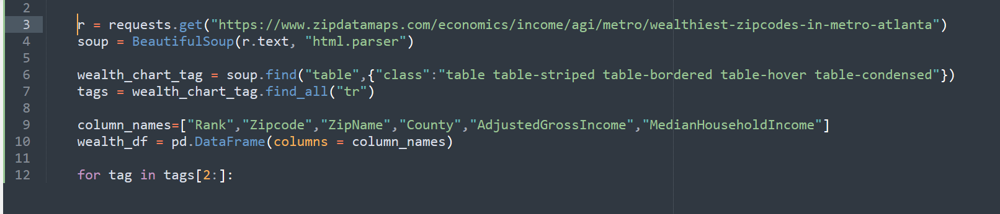 2
3 r = requests.get("https://www.zipdatamaps.com/economics/income/agi/metro/wealthiest-zipcodes-in-metro-atlanta")
4 soup = BeautifulSoup(r.text, "html.parser")
5
6 wealth_chart_tag = soup.find("table",{"class":"table table-striped table-bordered table-hover table-condensed"})
7 tags = wealth_chart_tag.find_all("tr")
8
9 column_names=["Rank","Zipcode","ZipName","County","AdjustedGrossIncome","MedianHouseholdIncome"]
10 wealth_df = pd.DataFrame(columns = column_names)
11
12 for tag in tags[2:]: